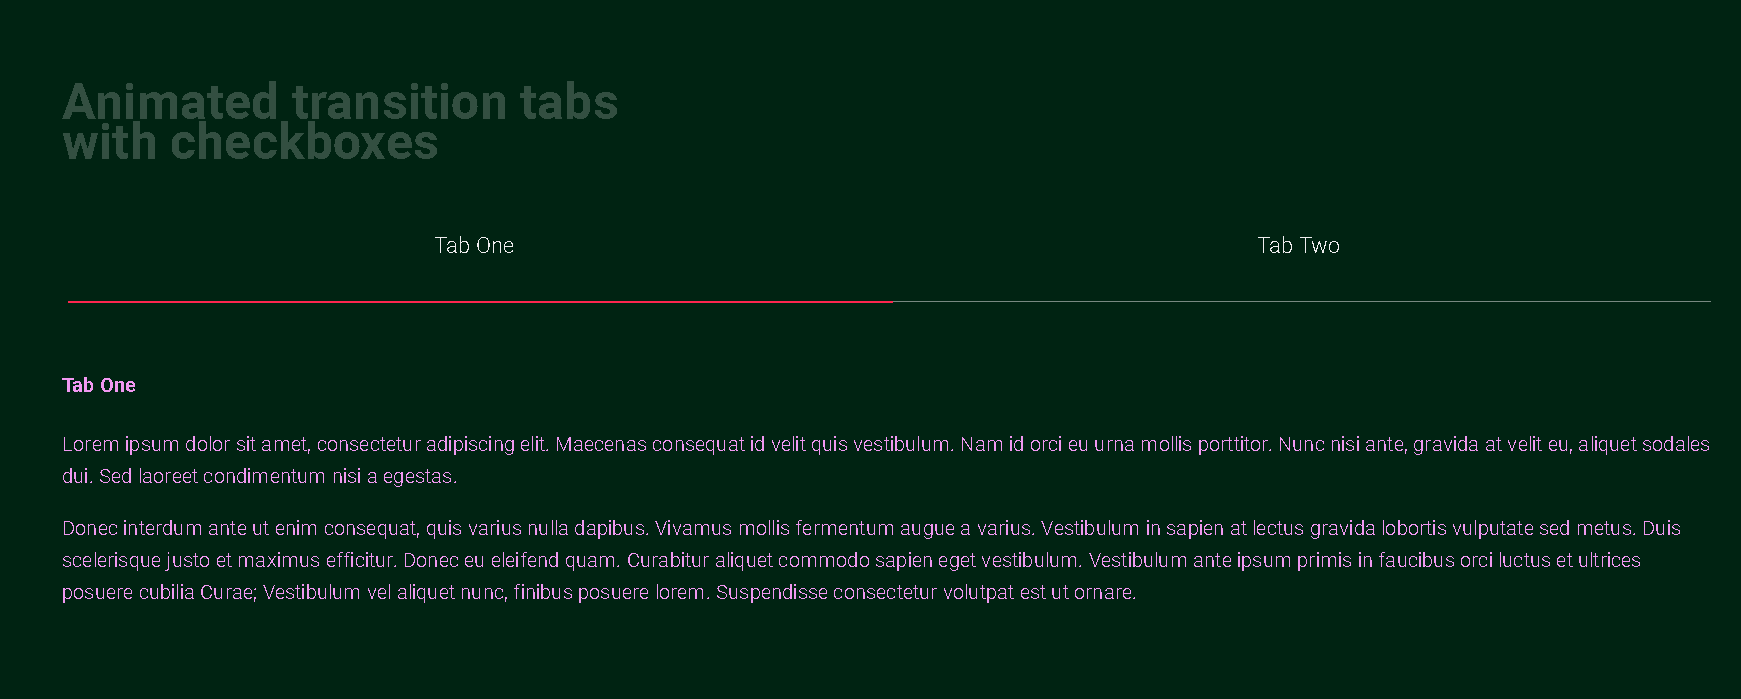 Animated transition tabs
with checkboxes
Tab One
Tab Two
Tab One
Lorem ipsum dolor sit amet, consectetur adipiscing elit. Maecenas consequat id velit quis vestibulum. Nam id orci eu urna mollis porttitor. Nunc nisi ante, gravida at velit eu, aliquet sodales
dui. Sed laoreet condimentum nisi a egestas.
Donec interdum ante ut enim consequat, quis varius nulla dapibus. Vivamus mollis fermentum augue a varius. Vestibulum in sapien at lectus gravida lobortis vulputate sed metus. Duis
scelerisque justo et maximus efficitur. Donec eu eleifend quam. Curabitur aliquet commodo sapien eget vestibulum. Vestibulum ante ipsum primis in faucibus orci luctus et ultrices
posuere cubilia Curae; Vestibulum vel aliquet nunc, finibus posuere lorem. Suspendisse consectetur volutpat est ut ornare.